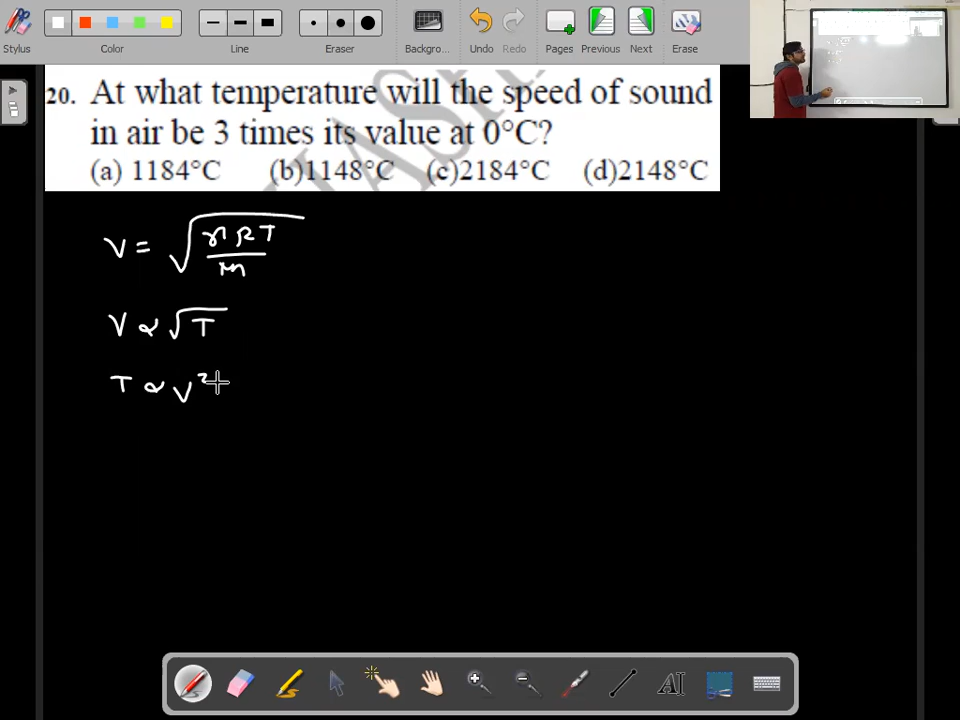 Stylus
Color
Line
Eraser
Backgro...
Undo
Redo
Pages
Previous
Next
Erase
20. At what temperature will the speed of sound
in air be 3 times its value at 0°C?
(a) 1184°C (b)1148°C (c)2184°C (d)2148°C
V = √(γRT/m)
V ∝ √T
T ∝ V²
AI